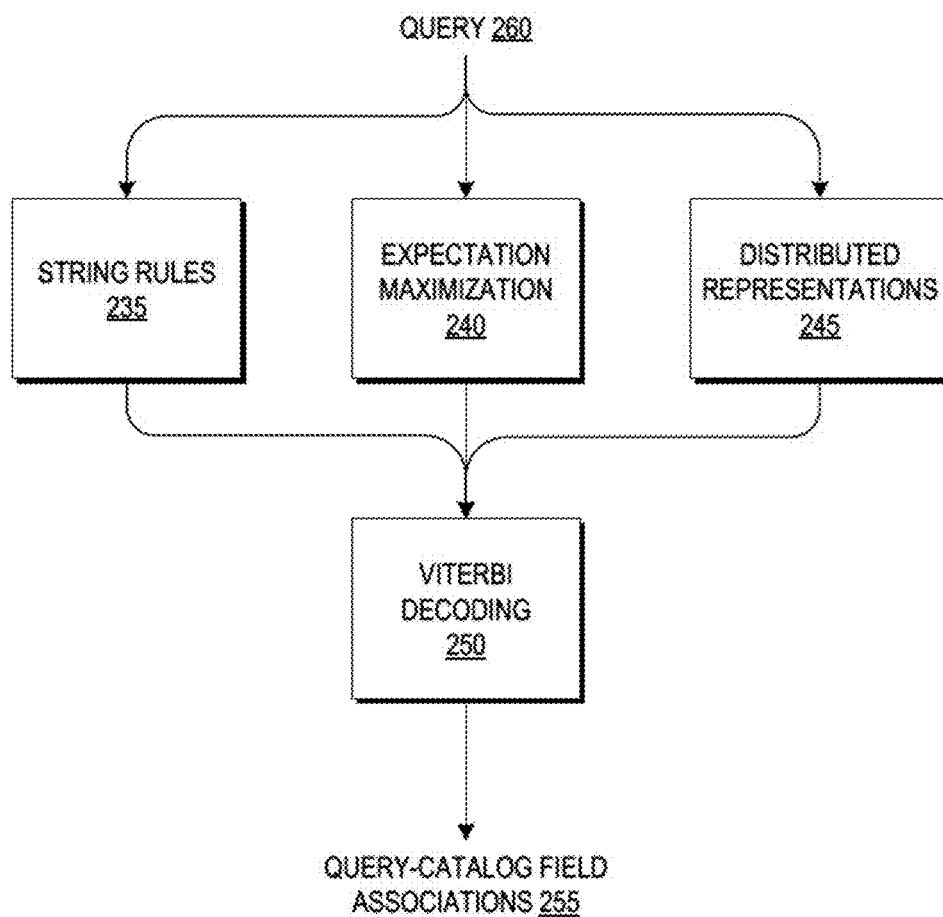 QUERY 260
STRING RULES
235
EXPECTATION
MAXIMIZATION
240
DISTRIBUTED
REPRESENTATIONS
245
VITERBI
DECODING
250
QUERY-CATALOG FIELD
ASSOCIATIONS 255